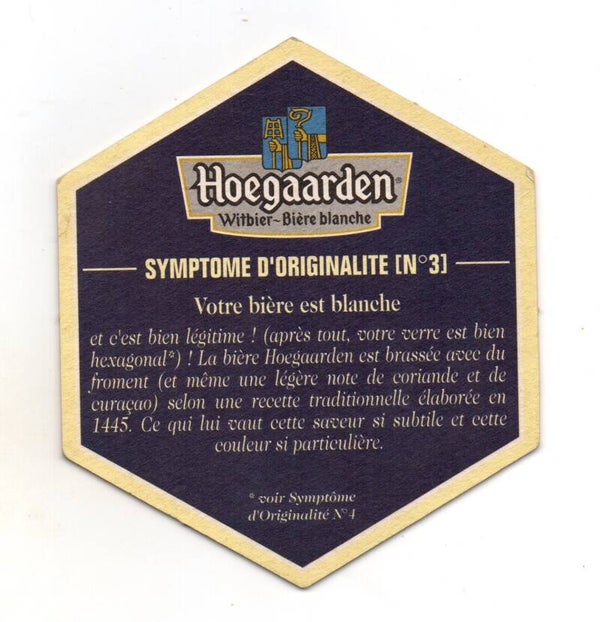 Hoegaarden
Witbier~Bière blanche
SYMPTOME D'ORIGINALITE [N°3]
Votre bière est blanche
et c'est bien légitime ! (après tout, votre verre est bien
hexagonal*) ! La bière Hoegaarden est brassée avec du
froment (et même une légère note de coriande et de
curaçao) selon une recette traditionnelle élaborée en
1445. Ce qui lui vaut cette saveur si subtile et cette
couleur si particulière.
* voir Symptôme
d'Originalité N°4